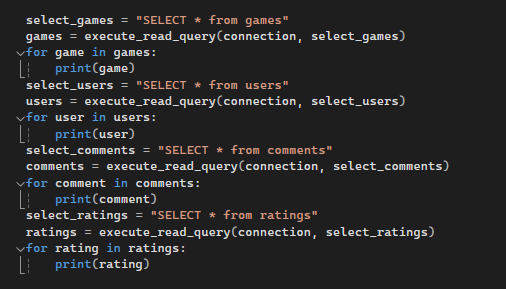 select_games = "SELECT * from games"
games = execute_read_query(connection, select_games)
for game in games:
    print(game)
select_users = "SELECT * from users"
users = execute_read_query(connection, select_users)
for user in users:
    print(user)
select_comments = "SELECT * from comments"
comments = execute_read_query(connection, select_comments)
for comment in comments:
    print(comment)
select_ratings = "SELECT * from ratings"
ratings = execute_read_query(connection, select_ratings)
for rating in ratings:
    print(rating)